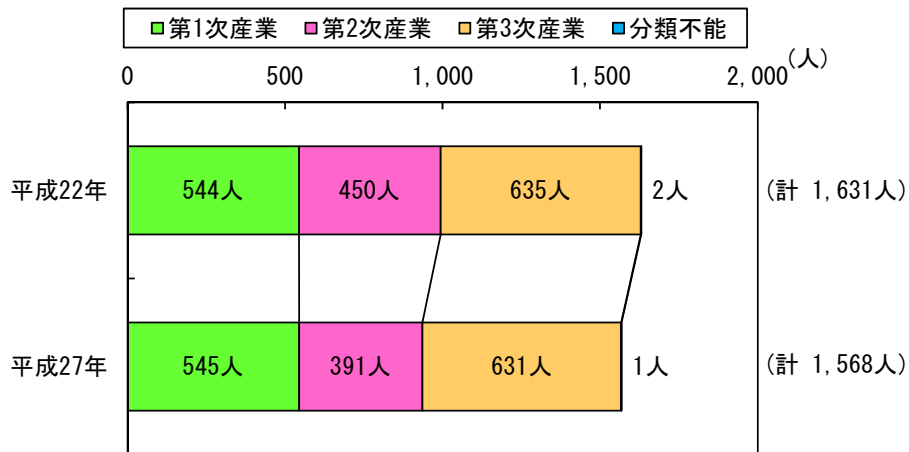 ■第1次産業 ■第2次産業 ■第3次産業 ■分類不能
(人)
0 500 1,000 1,500 2,000
平成22年 544人 450人 635人 2人 (計 1,631人)
平成27年 545人 391人 631人 1人 (計 1,568人)